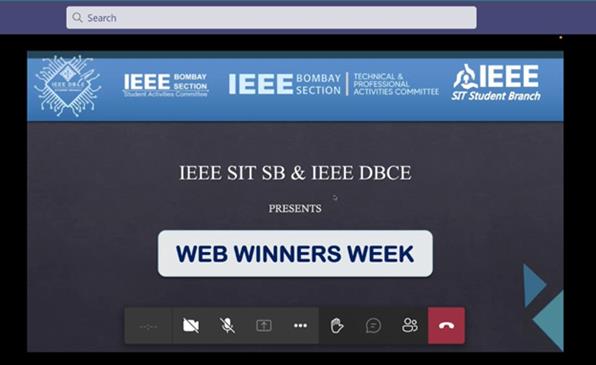 Search
IEEE DBCE
IEEE BOMBAY SECTION
Student Activities Committee
IEEE BOMBAY SECTION
TECHNICAL & PROFESSIONAL ACTIVITIES COMMITTEE
IEEE
SIT Student Branch
IEEE SIT SB & IEEE DBCE
PRESENTS
WEB WINNERS WEEK
--:--